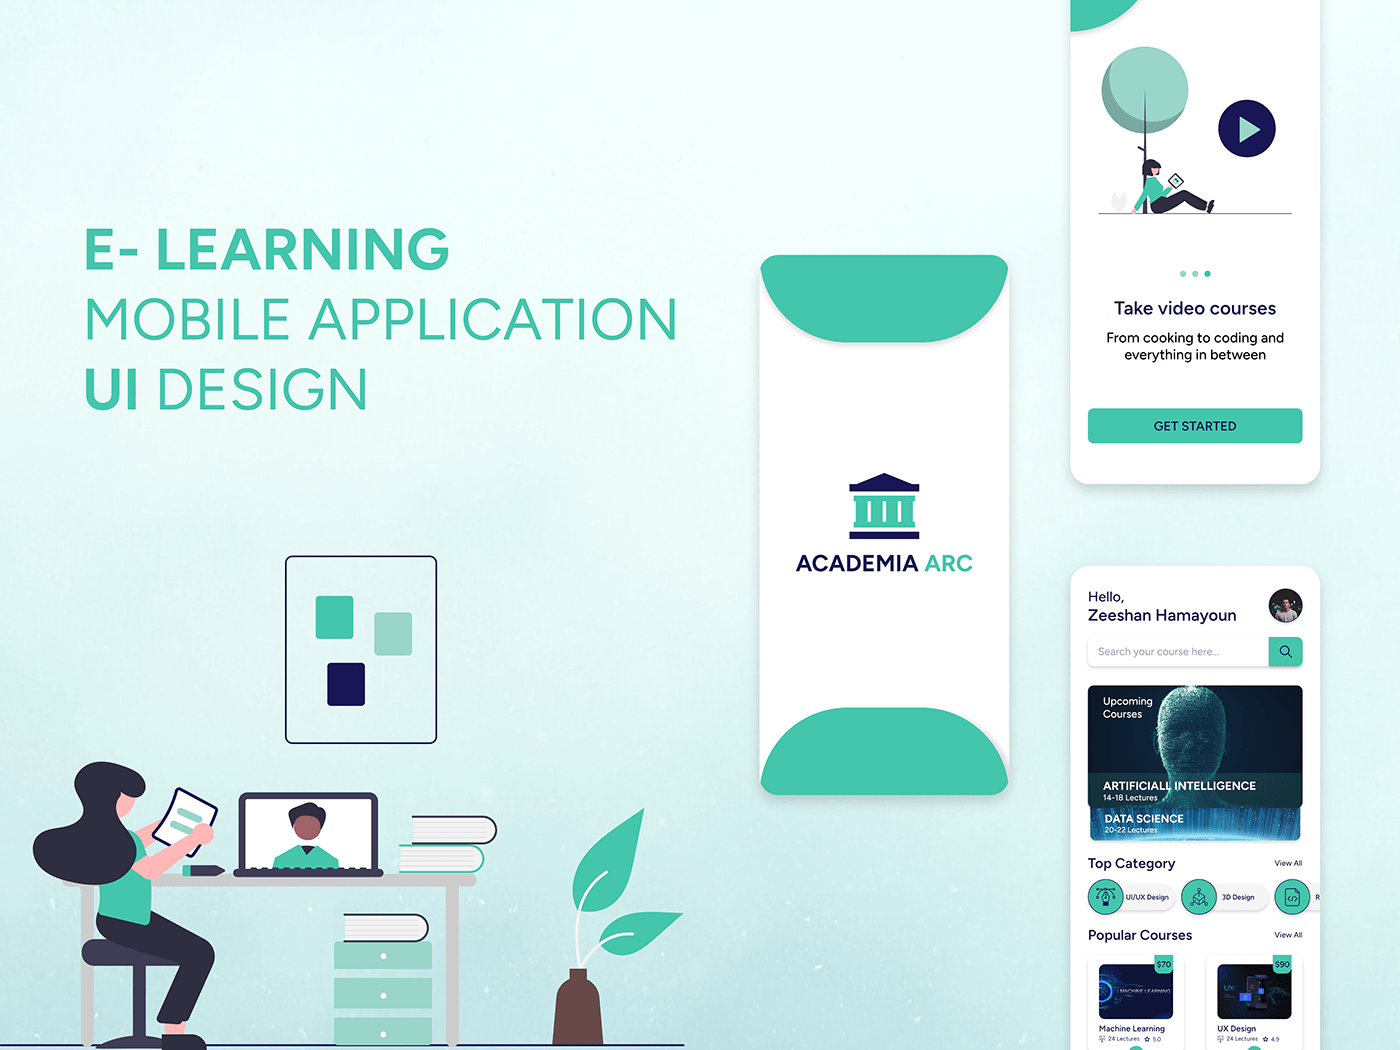 E- LEARNING
MOBILE APPLICATION
UI DESIGN
ACADEMIA ARC
Take video courses
From cooking to coding and
everything in between
GET STARTED
Hello,
Zeeshan Hamayoun
Search your course here...
Upcoming
Courses
ARTIFICIALL INTELLIGENCE
14-18 Lectures
DATA SCIENCE
20-22 Lectures
Top Category View All
UI/UX Design 3D Design R
Popular Courses View All
$70 $90
MACHINE LEARNING UX
Machine Learning UX Design
24 Lectures 5.0 24 Lectures 4.9